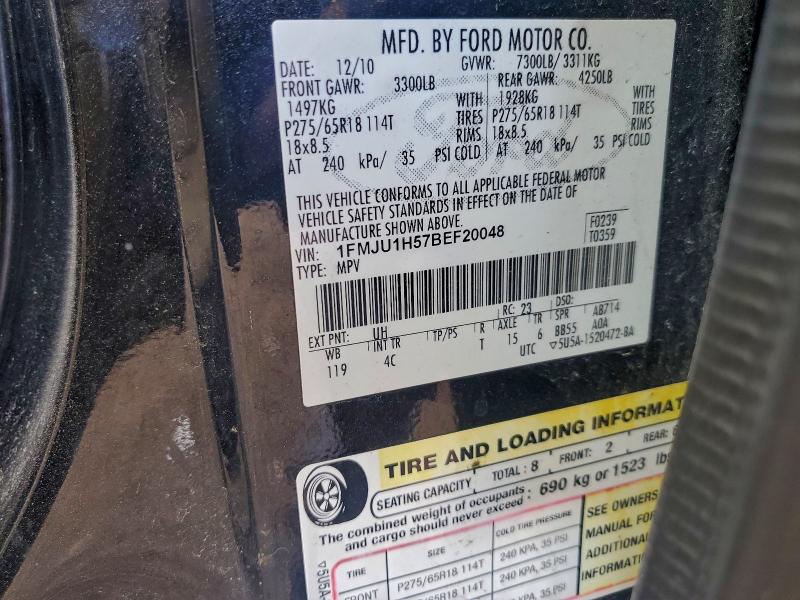 MFD. BY FORD MOTOR CO.
DATE: 12/10 GVWR: 7300LB/ 3311KG
FRONT GAWR: 3300LB REAR GAWR: 4250LB
1497KG WITH 1928KG WITH
P275/65R18 114T TIRES P275/65R18 114T TIRES
18x8.5 RIMS 18x8.5 RIMS
AT 240 kPa/ 35 PSI COLD AT 240 kPa/ 35 PSI COLD
THIS VEHICLE CONFORMS TO ALL APPLICABLE FEDERAL MOTOR
VEHICLE SAFETY STANDARDS IN EFFECT ON THE DATE OF
MANUFACTURE SHOWN ABOVE.
VIN: 1FMJU1H57BEF20048 F0239
TYPE: MPV T0359
EXT PNT: UH RC: 23 DSO:
WB INT TR TP/PS R AXLE TR SPR AB714
119 4C T 15 6 BB55 AOA
UTC ▽5U5A-1520472-BA
TIRE AND LOADING INFORMAT
SEATING CAPACITY TOTAL: 8 FRONT: 2 REAR: 6
The combined weight of occupants and cargo should never exceed: 690 kg or 1523 lbs
TIRE SIZE COLD TIRE PRESSURE SEE OWNERS
FRONT P275/65R18 114T 240 KPA, 35 PSI MANUAL FOR
P275/65R18 114T 240 KPA, 35 PSI ADDITIONAL
INFORMATION
▽5U5A-